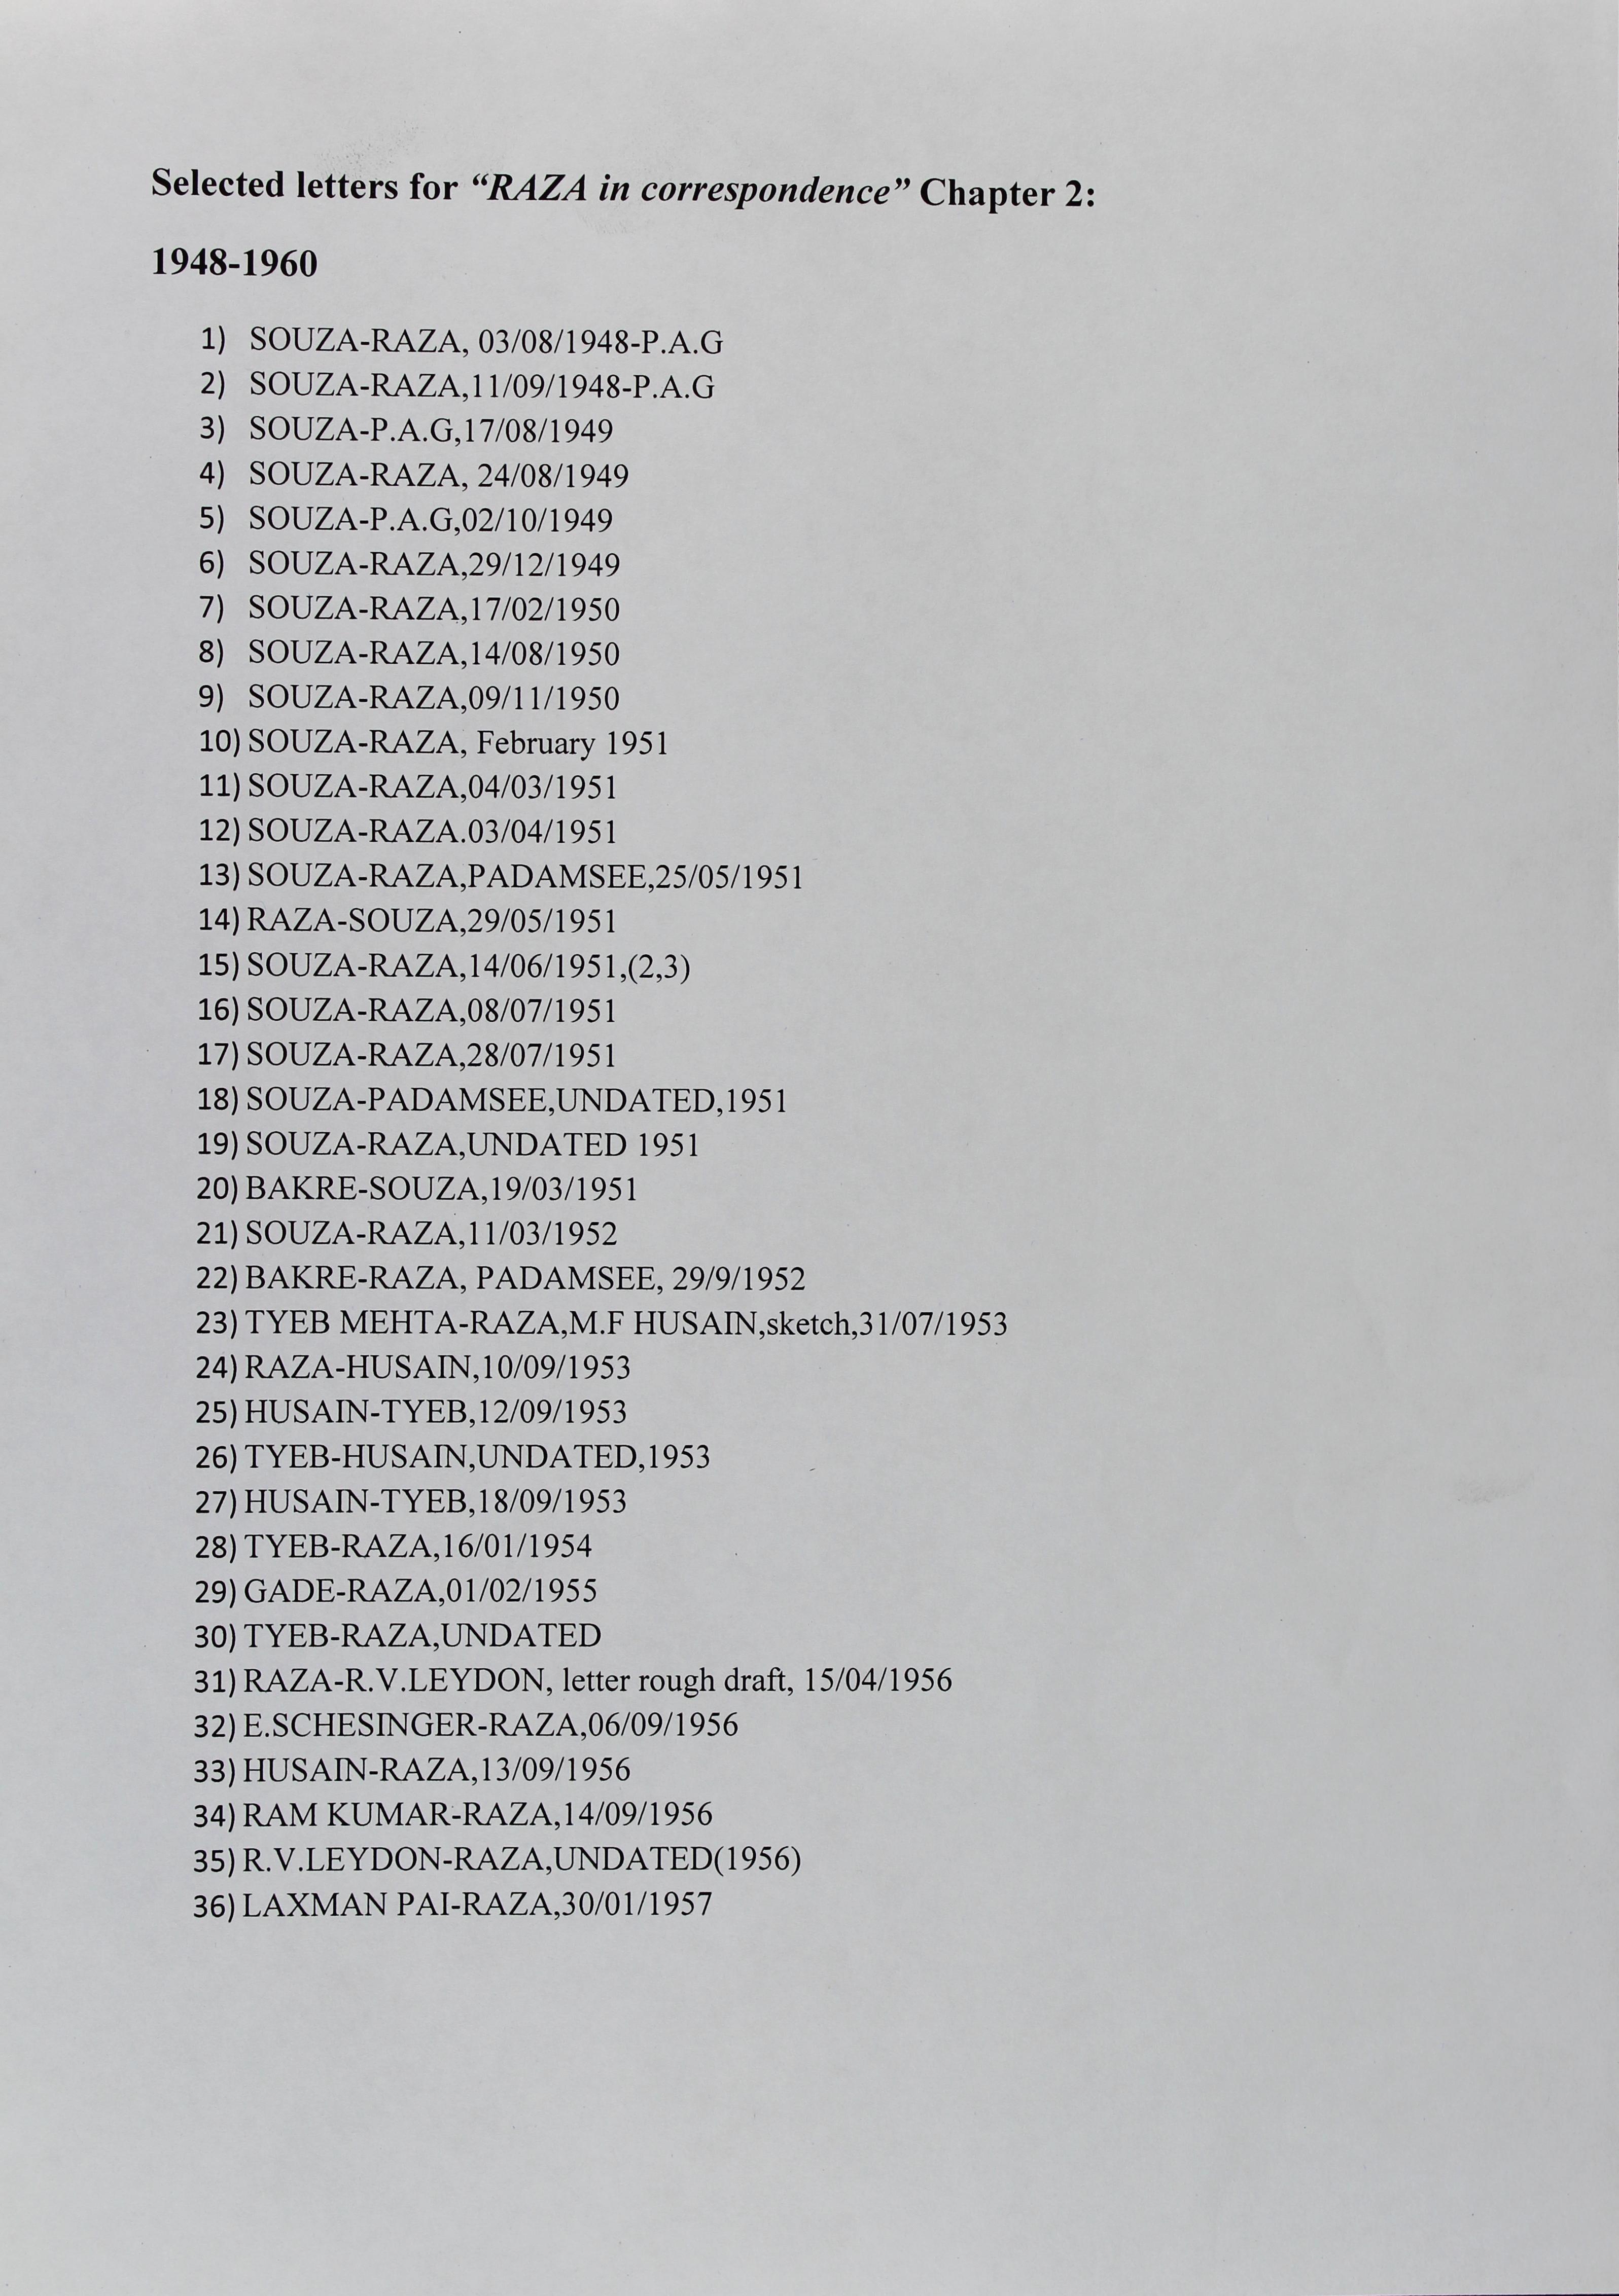 Selected letters for “RAZA in correspondence” Chapter 2:
1948-1960
1) SOUZA-RAZA, 03/08/1948-P.A.G
2) SOUZA-RAZA,11/09/1948-P.A.G
3) SOUZA-P.A.G,17/08/1949
4) SOUZA-RAZA, 24/08/1949
5) SOUZA-P.A.G,02/10/1949
6) SOUZA-RAZA,29/12/1949
7) SOUZA-RAZA,17/02/1950
8) SOUZA-RAZA,14/08/1950
9) SOUZA-RAZA,09/11/1950
10) SOUZA-RAZA, February 1951
11) SOUZA-RAZA,04/03/1951
12) SOUZA-RAZA.03/04/1951
13) SOUZA-RAZA,PADAMSEE,25/05/1951
14) RAZA-SOUZA,29/05/1951
15) SOUZA-RAZA,14/06/1951,(2,3)
16) SOUZA-RAZA,08/07/1951
17) SOUZA-RAZA,28/07/1951
18) SOUZA-PADAMSEE,UNDATED,1951
19) SOUZA-RAZA,UNDATED 1951
20) BAKRE-SOUZA,19/03/1951
21) SOUZA-RAZA,11/03/1952
22) BAKRE-RAZA, PADAMSEE, 29/9/1952
23) TYEB MEHTA-RAZA,M.F HUSAIN,sketch,31/07/1953
24) RAZA-HUSAIN,10/09/1953
25) HUSAIN-TYEB,12/09/1953
26) TYEB-HUSAIN,UNDATED,1953
27) HUSAIN-TYEB,18/09/1953
28) TYEB-RAZA,16/01/1954
29) GADE-RAZA,01/02/1955
30) TYEB-RAZA,UNDATED
31) RAZA-R.V.LEYDON, letter rough draft, 15/04/1956
32) E.SCHESINGER-RAZA,06/09/1956
33) HUSAIN-RAZA,13/09/1956
34) RAM KUMAR-RAZA,14/09/1956
35) R.V.LEYDON-RAZA,UNDATED(1956)
36) LAXMAN PAI-RAZA,30/01/1957